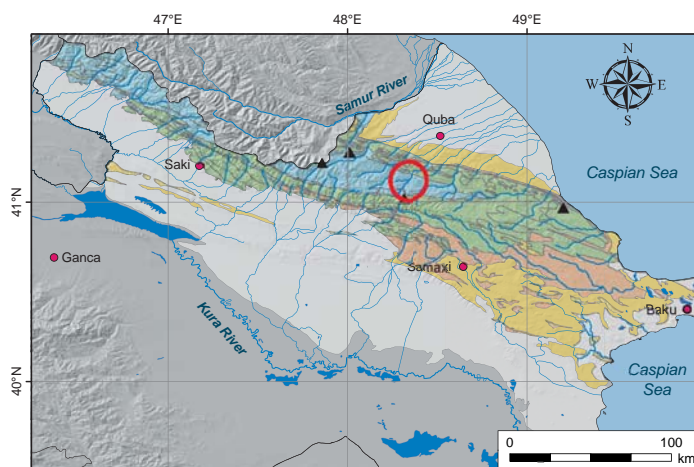 47°E
48°E
49°E
N
W
E
S
Samur River
Quba
Saki
Caspian Sea
41°N
Ganca
Samaxi
Kura River
Baku
Caspian
Sea
40°N
0
100
km